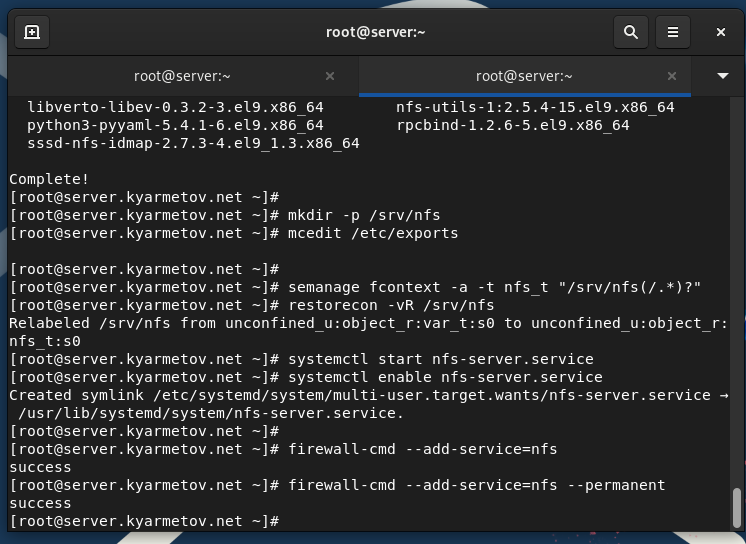 root@server:~
root@server:~
root@server:~
libverto-libev-0.3.2-3.el9.x86_64 nfs-utils-1:2.5.4-15.el9.x86_64
python3-pyyaml-5.4.1-6.el9.x86_64 rpcbind-1.2.6-5.el9.x86_64
sssd-nfs-idmap-2.7.3-4.el9_1.3.x86_64
Complete!
[root@server.kyarmetov.net ~]#
[root@server.kyarmetov.net ~]# mkdir -p /srv/nfs
[root@server.kyarmetov.net ~]# mcedit /etc/exports
[root@server.kyarmetov.net ~]#
[root@server.kyarmetov.net ~]# semanage fcontext -a -t nfs_t "/srv/nfs(/.*)?"
[root@server.kyarmetov.net ~]# restorecon -vR /srv/nfs
Relabeled /srv/nfs from unconfined_u:object_r:var_t:s0 to unconfined_u:object_r:
nfs_t:s0
[root@server.kyarmetov.net ~]# systemctl start nfs-server.service
[root@server.kyarmetov.net ~]# systemctl enable nfs-server.service
Created symlink /etc/systemd/system/multi-user.target.wants/nfs-server.service →
/usr/lib/systemd/system/nfs-server.service.
[root@server.kyarmetov.net ~]#
[root@server.kyarmetov.net ~]# firewall-cmd --add-service=nfs
success
[root@server.kyarmetov.net ~]# firewall-cmd --add-service=nfs --permanent
success
[root@server.kyarmetov.net ~]#